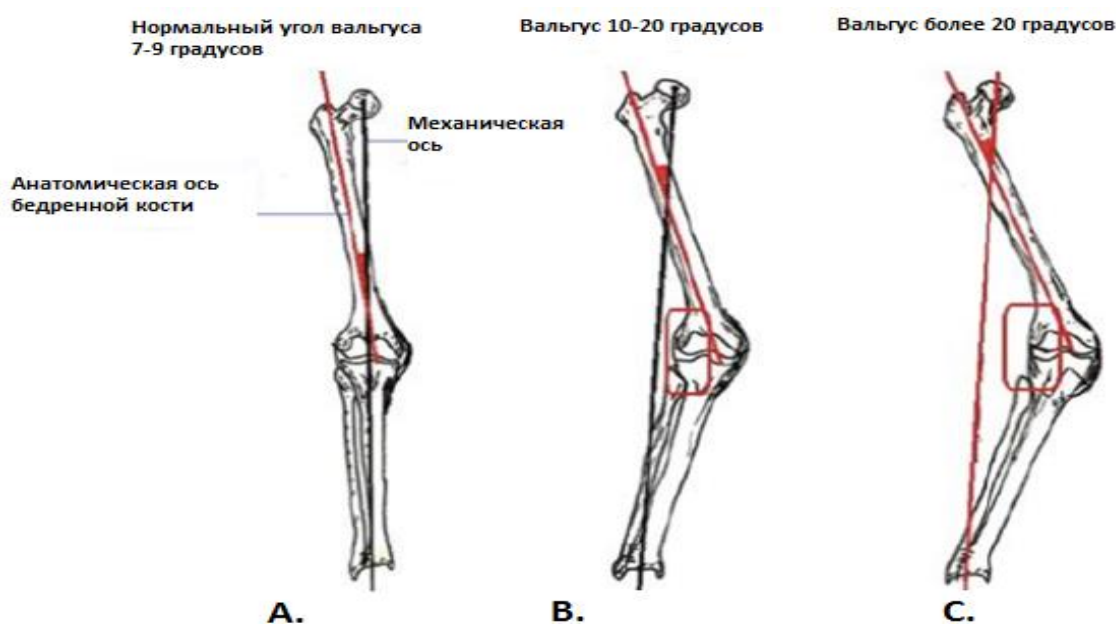 Нормальный угол вальгуса
7-9 градусов
Вальгус 10-20 градусов
Вальгус более 20 градусов
Механическая
ось
Анатомическая ось
бедренной кости
A.
B.
C.